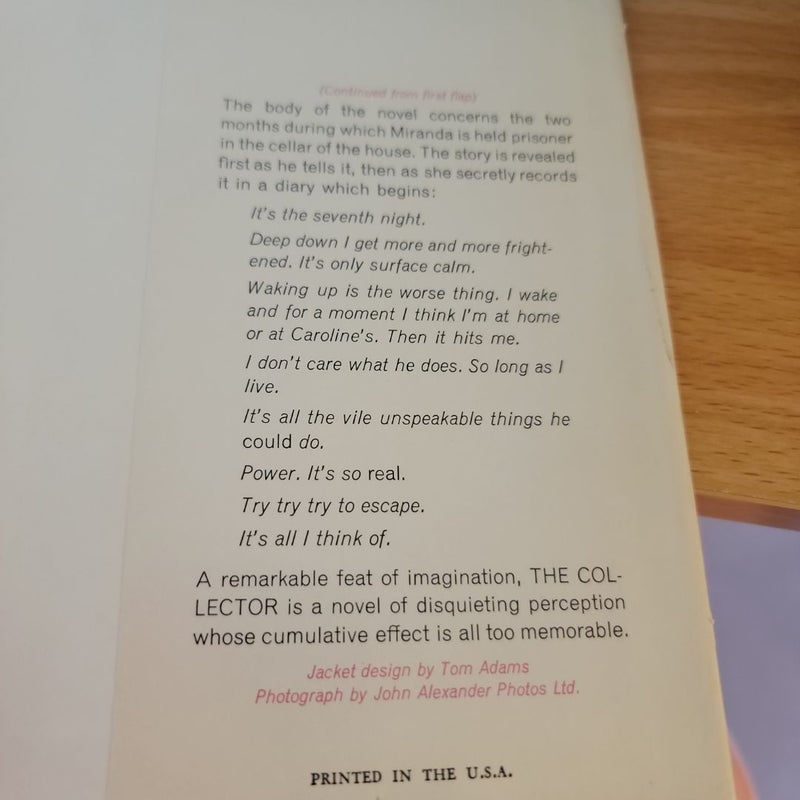 (Continued from first flap)
The body of the novel concerns the two
months during which Miranda is held prisoner
in the cellar of the house. The story is revealed
first as he tells it, then as she secretly records
it in a diary which begins:
It's the seventh night.
Deep down I get more and more fright-
ened. It's only surface calm.
Waking up is the worse thing. I wake
and for a moment I think I'm at home
or at Caroline's. Then it hits me.
I don't care what he does. So long as I
live.
It's all the vile unspeakable things he
could do.
Power. It's so real.
Try try try to escape.
It's all I think of.
A remarkable feat of imagination, THE COL-
LECTOR is a novel of disquieting perception
whose cumulative effect is all too memorable.
Jacket design by Tom Adams
Photograph by John Alexander Photos Ltd.
PRINTED IN THE U.S.A.